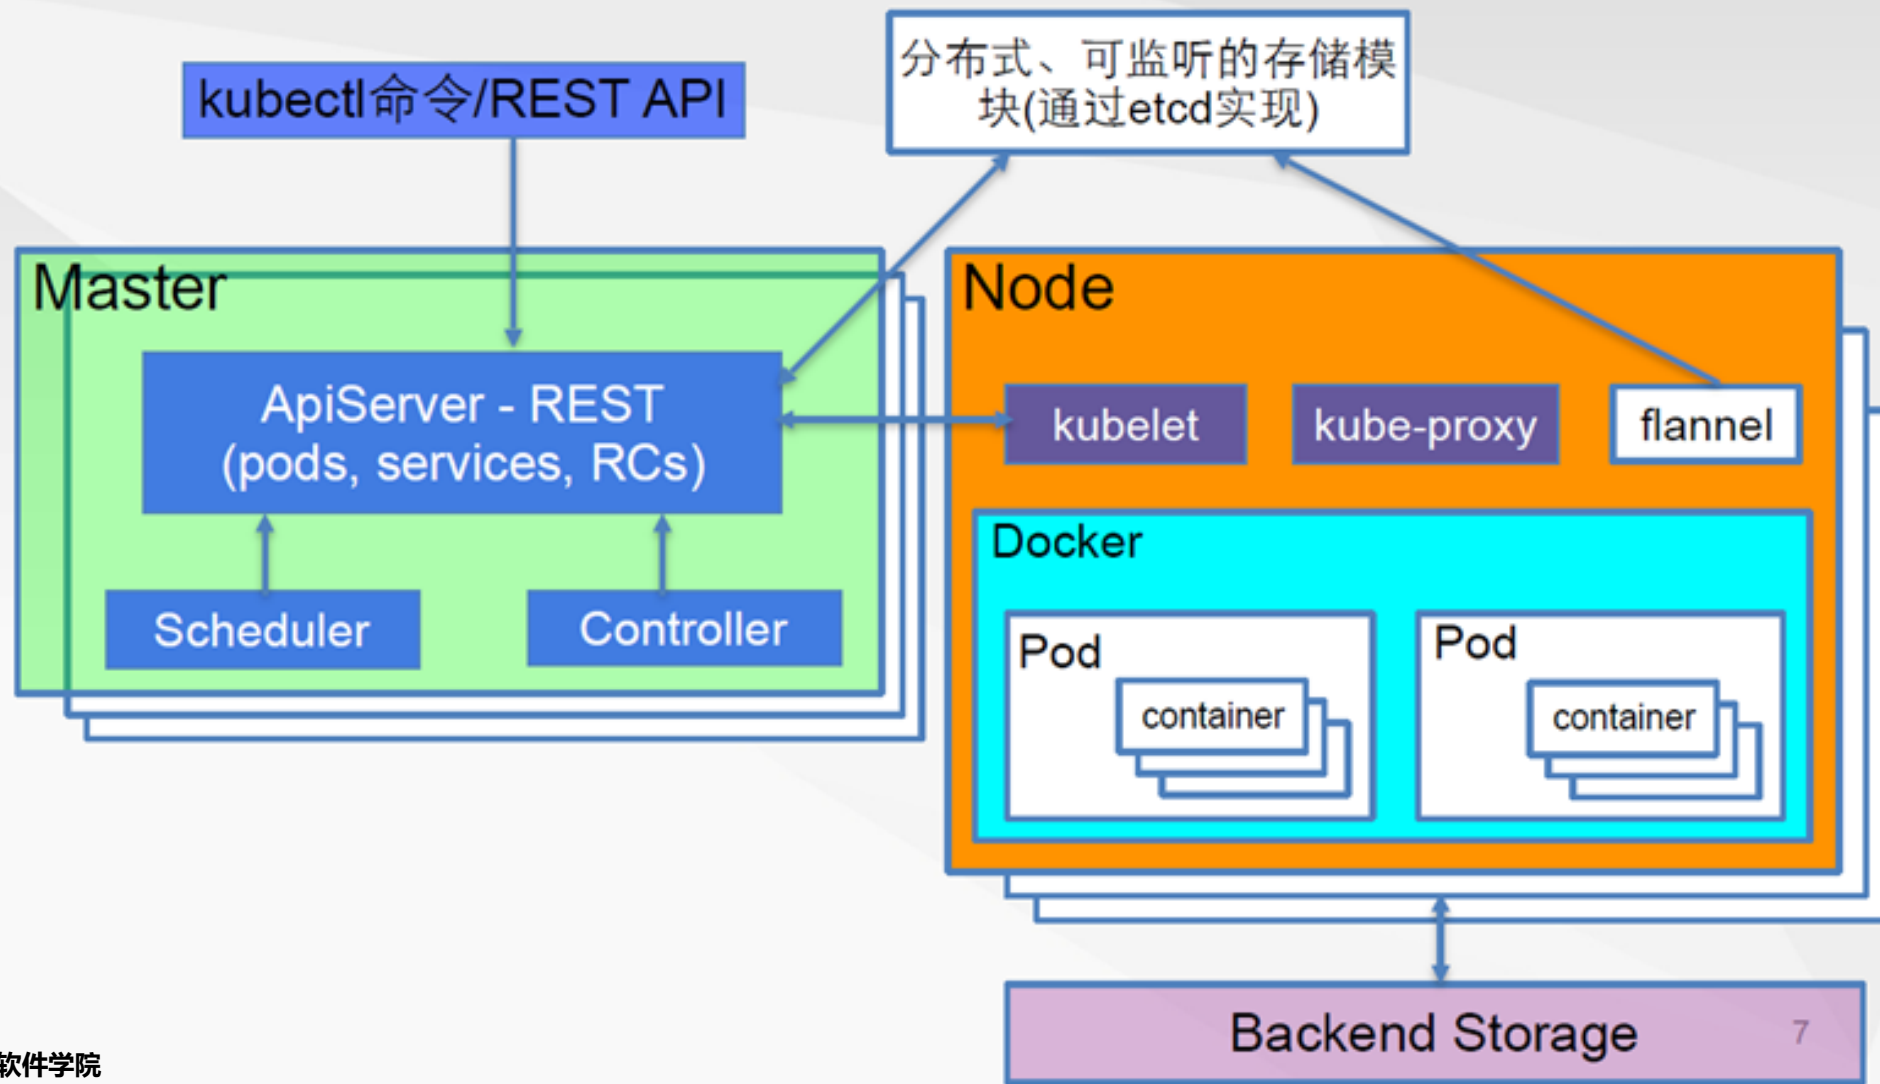 kubectl命令/REST API
分布式、可监听的存储模
块(通过etcd实现)
Master
ApiServer - REST
(pods, services, RCs)
Scheduler
Controller
Node
kubelet
kube-proxy
flannel
Docker
Pod
container
Pod
container
Backend Storage
7
软件学院